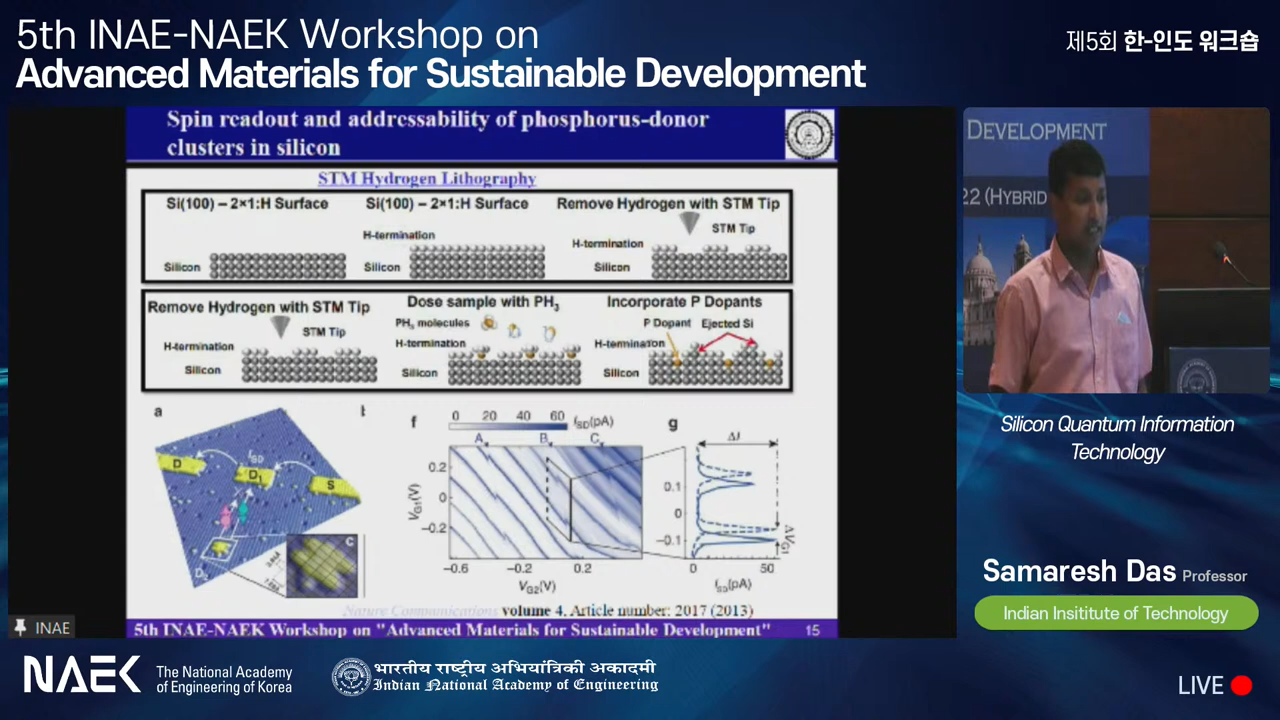 5th INAE-NAEK Workshop on
Advanced Materials for Sustainable Development
제5회 한-인도 워크숍
Spin readout and addressability of phosphorus-donor
clusters in silicon
STM Hydrogen Lithography
Si(100) – 2×1:H Surface
Silicon
Si(100) – 2×1:H Surface
H-termination
Silicon
Remove Hydrogen with STM Tip
STM Tip
H-termination
Silicon
Remove Hydrogen with STM Tip
STM Tip
H-termination
Silicon
Dose sample with PH3
PH3 molecules
H-termination
Silicon
Incorporate P Dopants
P Dopant Ejected Si
H-termination
Silicon
a
D
ISD
D1
S
D2
c
f
0 20 40 60
ISD(pA)
A B C
0.2
0
−0.2
VG1(V)
−0.6 −0.2 0.2
VG2(V)
g
ΔI
0.1
0
−0.1
ΔVG1
0 50
ISD(pA)
Nature Communications volume 4, Article number: 2017 (2013)
5th INAE-NAEK Workshop on "Advanced Materials for Sustainable Development" 15
INAE
DEVELOPMENT
22 (HYBRID
Silicon Quantum Information
Technology
Samaresh Das Professor
Indian Insititute of Technology
NAEK
The National Academy
of Engineering of Korea
भारतीय राष्ट्रीय अभियांत्रिकी अकादमी
Indian National Academy of Engineering
LIVE